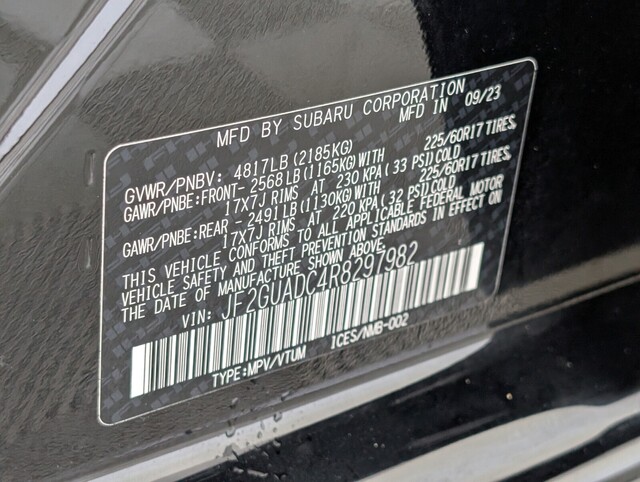 MFD BY SUBARU CORPORATION
MFD IN 09/23
GVWR/PNBV: 4817LB(2185KG)
GAWR/PNBE:FRONT- 2568LB(1165KG)WITH 225/60R17 TIRES,
17X7J RIMS AT 230 KPA(33 PSI)COLD
GAWR/PNBE:REAR - 2491LB(1130KG)WITH 225/60R17 TIRES,
17X7J RIMS AT 220 KPA(32 PSI)COLD
THIS VEHICLE CONFORMS TO ALL APPLICABLE FEDERAL MOTOR
VEHICLE SAFETY AND THEFT PREVENTION STANDARDS IN EFFECT ON
THE DATE OF MANUFACTURE SHOWN ABOVE.
VIN: JF2GUADC4R8297982
TYPE:MPV/VTUM ICES/NMB-002